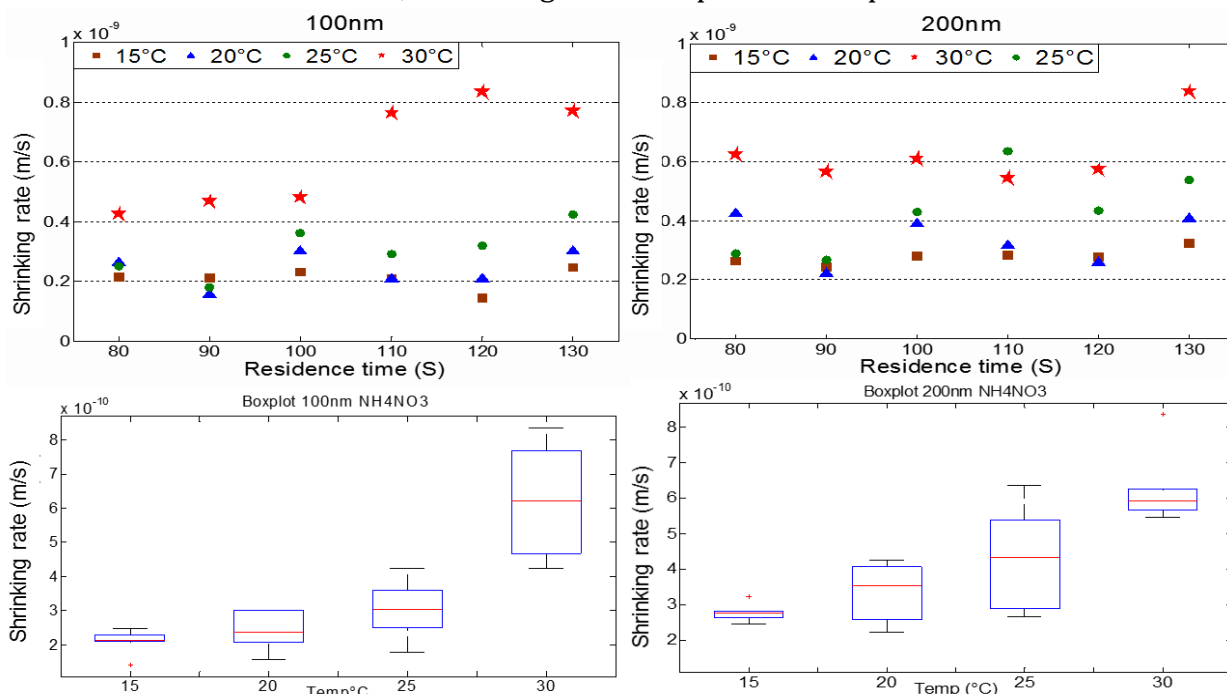 100nm
x 10^-9
15°C 20°C 25°C 30°C
1
0.8
0.6
0.4
0.2
0
Shrinking rate (m/s)
80 90 100 110 120 130
Residence time (S)
200nm
x 10^-9
15°C 20°C 30°C 25°C
1
0.8
0.6
0.4
0.2
0
Shrinking rate (m/s)
80 90 100 110 120 130
Residence time (S)
x 10^-10
Boxplot 100nm NH4NO3
8
7
6
5
4
3
2
Shrinking rate (m/s)
15 20 25 30
Temp°C
x 10^-10
Boxplot 200nm NH4NO3
8
7
6
5
4
3
2
Shrinking rate (m/s)
15 20 25 30
Temp (°C)